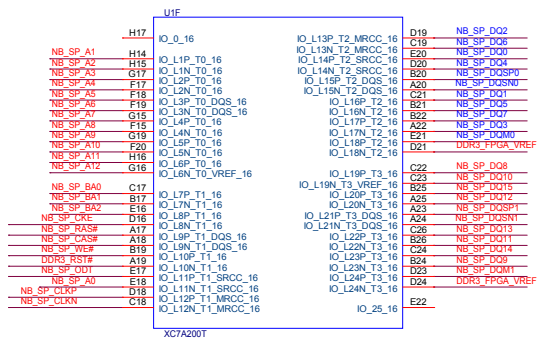 U1F
H17 IO_0_16
NB_SP_A1 H14 IO_L1P_T0_16
NB_SP_A2 H15 IO_L1N_T0_16
NB_SP_A3 G17 IO_L2P_T0_16
NB_SP_A4 F17 IO_L2N_T0_16
NB_SP_A5 F18 IO_L3P_T0_DQS_16
NB_SP_A6 F19 IO_L3N_T0_DQS_16
NB_SP_A7 G15 IO_L4P_T0_16
NB_SP_A8 F15 IO_L4N_T0_16
NB_SP_A9 G19 IO_L5P_T0_16
NB_SP_A10 F20 IO_L5N_T0_16
NB_SP_A11 H16 IO_L6P_T0_16
NB_SP_A12 G16 IO_L6N_T0_VREF_16
NB_SP_BA0 C17 IO_L7P_T1_16
NB_SP_BA1 B17 IO_L7N_T1_16
NB_SP_BA2 E16 IO_L8P_T1_16
NB_SP_CKE D16 IO_L8N_T1_16
NB_SP_RAS# A17 IO_L9P_T1_DQS_16
NB_SP_CAS# A18 IO_L9N_T1_DQS_16
NB_SP_WE# B19 IO_L10P_T1_16
DDR3_RST# A19 IO_L10N_T1_16
NB_SP_ODT E17 IO_L11P_T1_SRCC_16
NB_SP_A0 E18 IO_L11N_T1_SRCC_16
NB_SP_CLKP D18 IO_L12P_T1_MRCC_16
NB_SP_CLKN C18 IO_L12N_T1_MRCC_16
IO_L13P_T2_MRCC_16 D19 NB_SP_DQ2
IO_L13N_T2_MRCC_16 C19 NB_SP_DQ6
IO_L14P_T2_SRCC_16 E20 NB_SP_DQ0
IO_L14N_T2_SRCC_16 D20 NB_SP_DQ4
IO_L15P_T2_DQS_16 B20 NB_SP_DQSP0
IO_L15N_T2_DQS_16 A20 NB_SP_DQSN0
IO_L16P_T2_16 C21 NB_SP_DQ1
IO_L16N_T2_16 B21 NB_SP_DQ5
IO_L17P_T2_16 B22 NB_SP_DQ7
IO_L17N_T2_16 A22 NB_SP_DQ3
IO_L18P_T2_16 E21 NB_SP_DQM0
IO_L18N_T2_16 D21 DDR3_FPGA_VREF
IO_L19P_T3_16 C22 NB_SP_DQ8
IO_L19N_T3_VREF_16 C23 NB_SP_DQ10
IO_L20P_T3_16 B25 NB_SP_DQ15
IO_L20N_T3_16 A25 NB_SP_DQ12
IO_L21P_T3_DQS_16 A23 NB_SP_DQSP1
IO_L21N_T3_DQS_16 A24 NB_SP_DQSN1
IO_L22P_T3_16 C26 NB_SP_DQ13
IO_L22N_T3_16 B26 NB_SP_DQ11
IO_L23P_T3_16 C24 NB_SP_DQ14
IO_L23N_T3_16 B24 NB_SP_DQ9
IO_L24P_T3_16 D23 NB_SP_DQM1
IO_L24N_T3_16 D24 DDR3_FPGA_VREF
IO_25_16 E22
XC7A200T